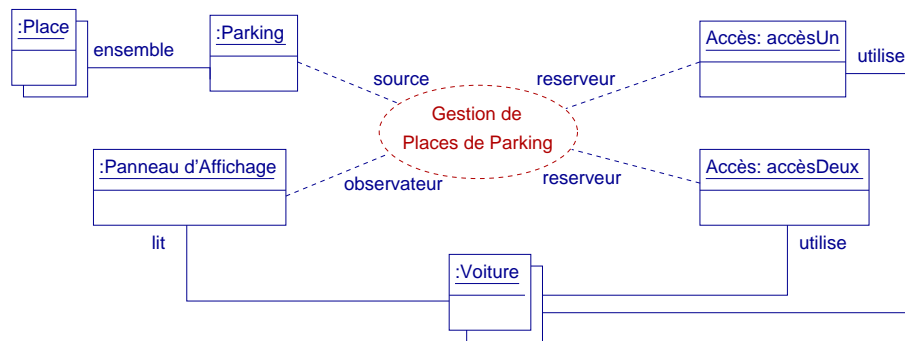 :Place
ensemble
:Parking
source
reserveur
Accès: accèsUn
utilise
Gestion de
Places de Parking
:Panneau d'Affichage
observateur
reserveur
Accès: accèsDeux
lit
utilise
:Voiture